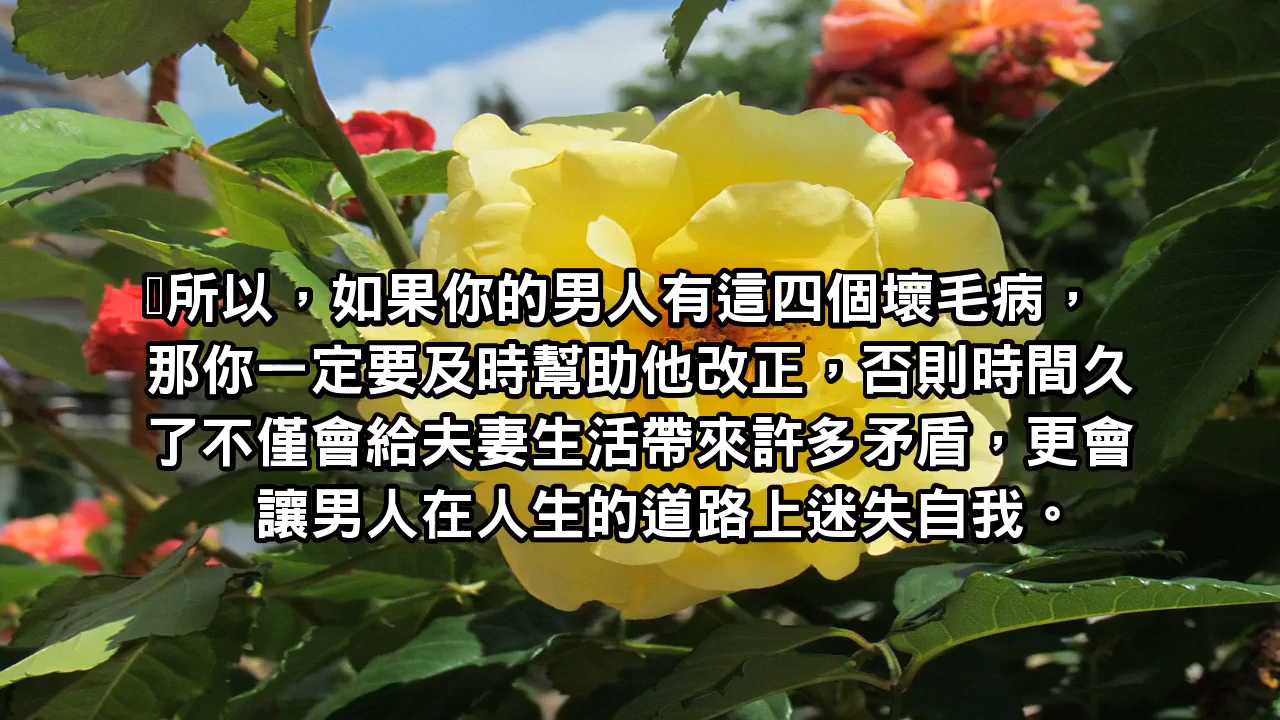 所以，如果你的男人有這四個壞毛病，
那你一定要及時幫助他改正，否則時間久
了不僅會給夫妻生活帶來許多矛盾，更會
讓男人在人生的道路上迷失自我。